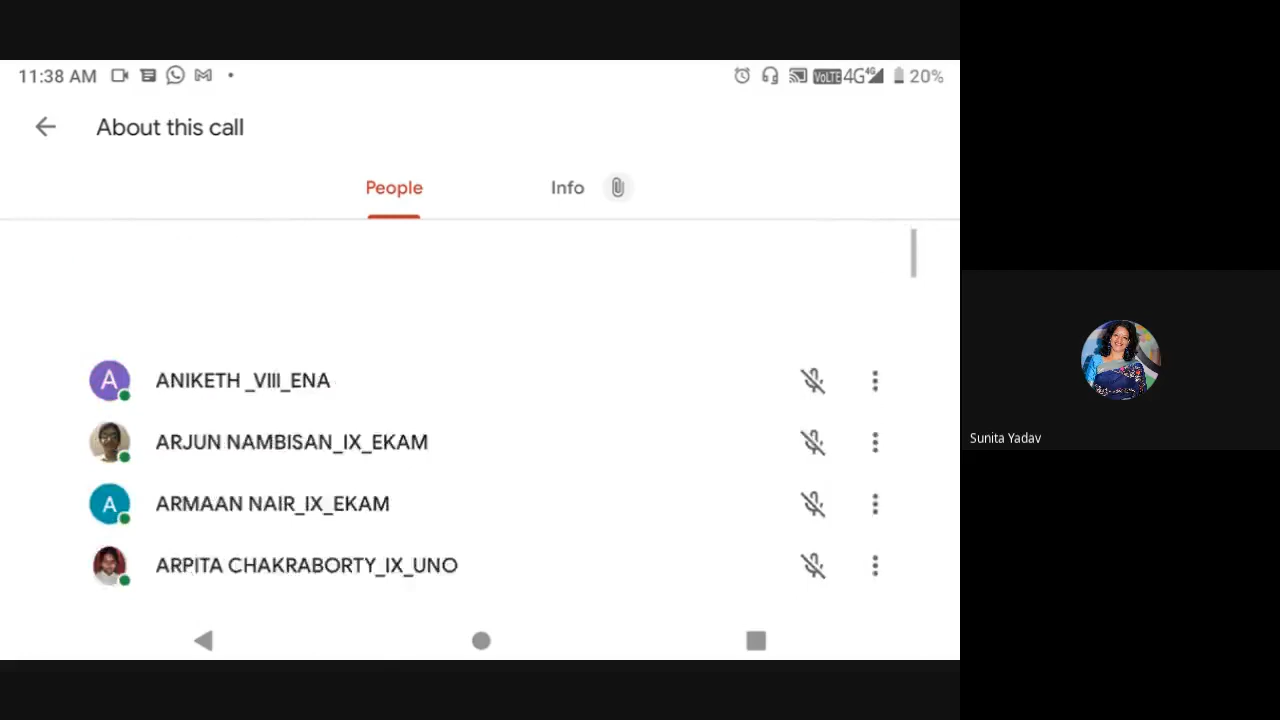 11:38 AM VoLTE 4G 4G 20%
About this call
People Info
A ANIKETH _VIII_ENA
ARJUN NAMBISAN_IX_EKAM
A ARMAAN NAIR_IX_EKAM
ARPITA CHAKRABORTY_IX_UNO
Sunita Yadav